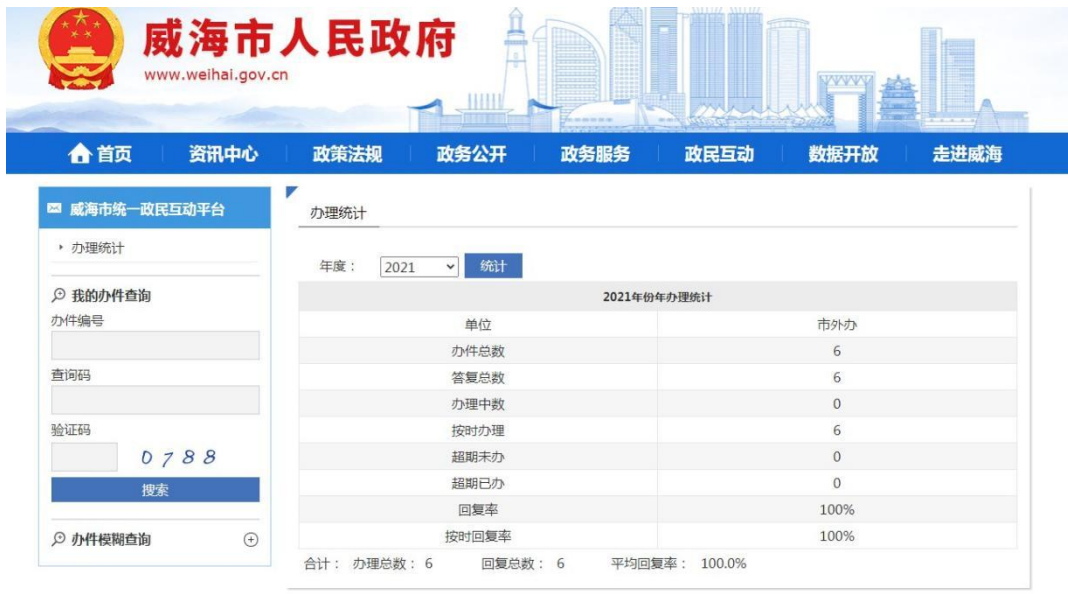 威海市人民政府
www.weihai.gov.cn
首页 资讯中心 政策法规 政务公开 政务服务 政民互动 数据开放 走进威海
威海市统一政民互动平台
办理统计
我的办件查询
办件编号
查询码
验证码
0788
搜索
办件模糊查询
办理统计
年度： 2021 统计
2021年份年办理统计
单位 市外办
办件总数 6
答复总数 6
办理中数 0
按时办理 6
超期未办 0
超期已办 0
回复率 100%
按时回复率 100%
合计： 办理总数： 6 回复总数： 6 平均回复率： 100.0%